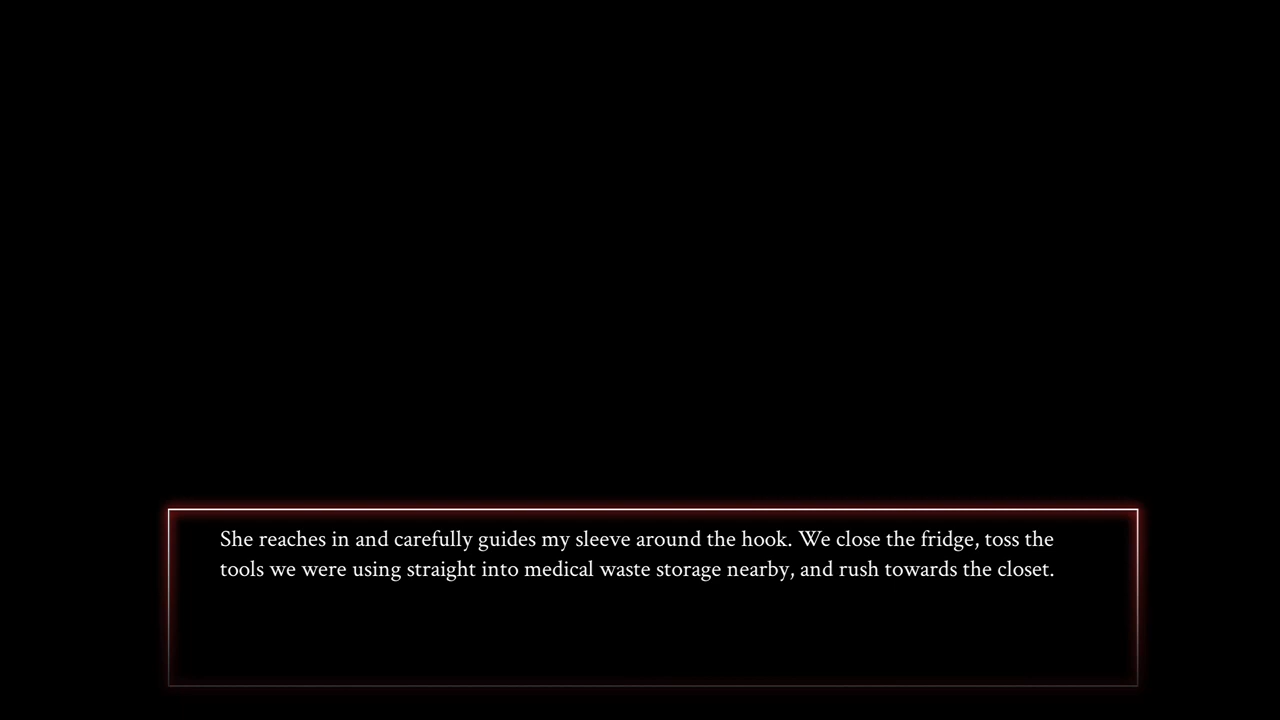 She reaches in and carefully guides my sleeve around the hook. We close the fridge, toss the
tools we were using straight into medical waste storage nearby, and rush towards the closet.